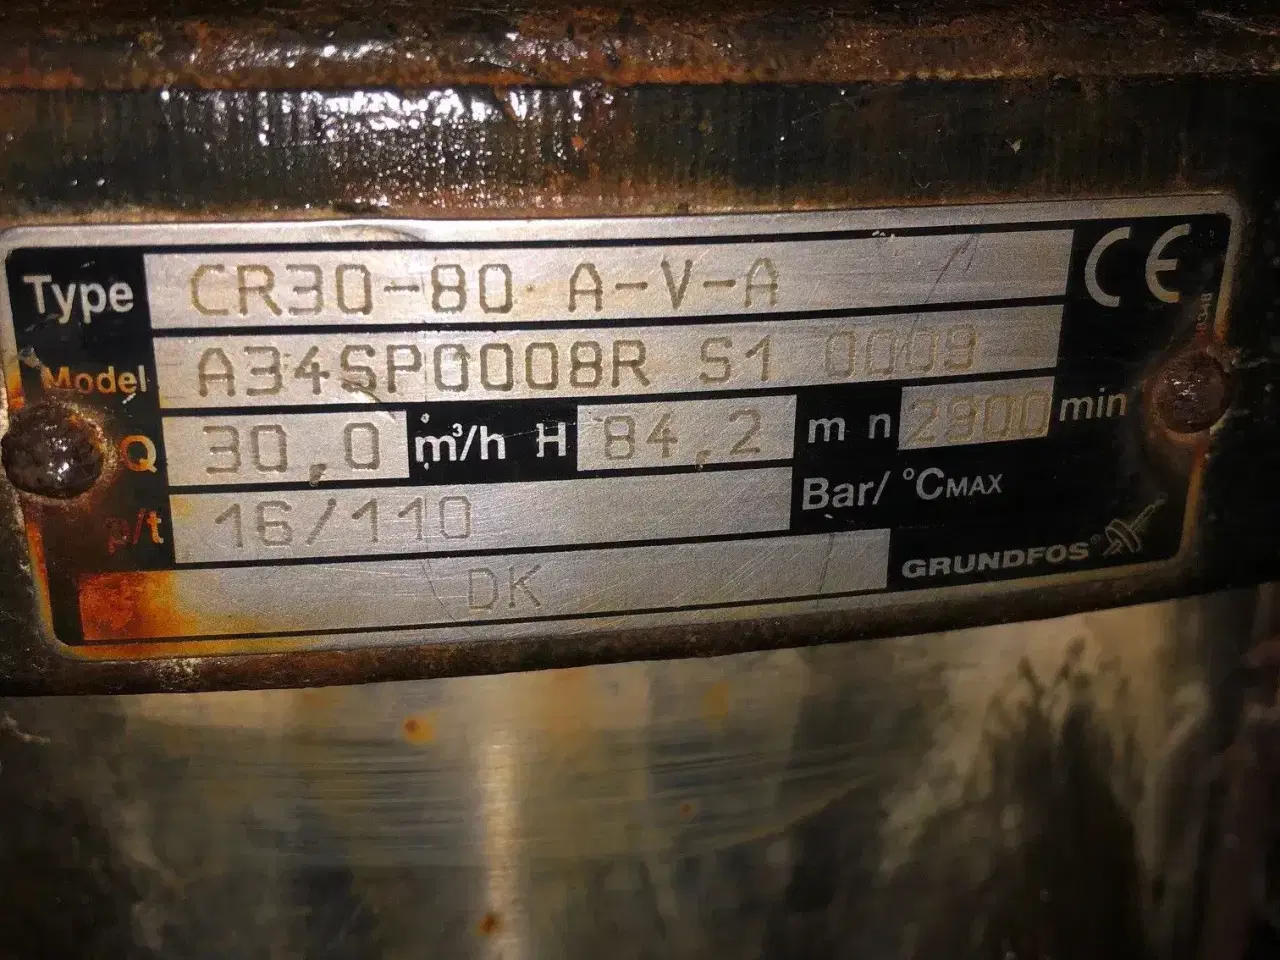 Type CR30-80 A-V-A CE
Model A34SP0008R S1 0009
Q 30,0 m³/h H 84,2 m n 2900 min
p/t 16/110 Bar/ °CMAX
DK GRUNDFOS®